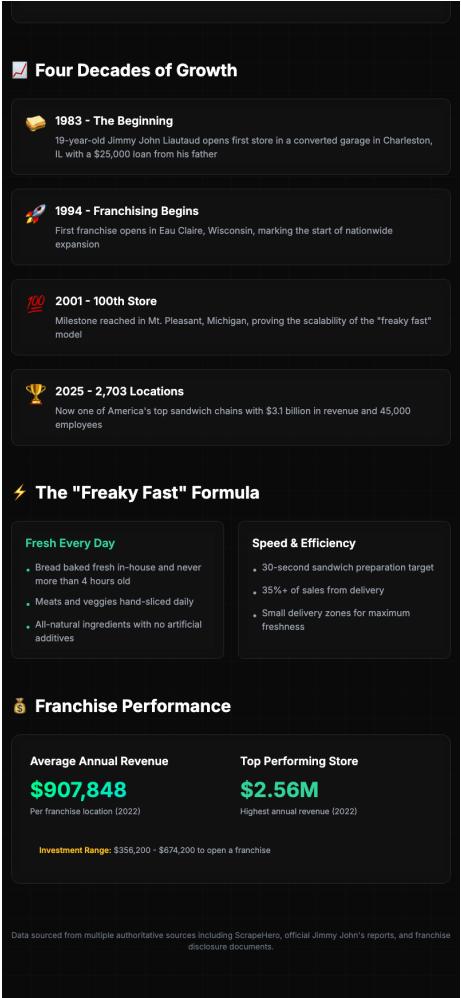 Four Decades of Growth
1983 - The Beginning
19-year-old Jimmy John Liautaud opens first store in a converted garage in Charleston,
IL with a $25,000 loan from his father
1994 - Franchising Begins
First franchise opens in Eau Claire, Wisconsin, marking the start of nationwide
expansion
100
2001 - 100th Store
Milestone reached in Mt. Pleasant, Michigan, proving the scalability of the "freaky fast"
model
2025 - 2,703 Locations
Now one of America's top sandwich chains with $3.1 billion in revenue and 45,000
employees
The "Freaky Fast" Formula
Fresh Every Day
• Bread baked fresh in-house and never
more than 4 hours old
• Meats and veggies hand-sliced daily
• All-natural ingredients with no artificial
additives
Speed & Efficiency
• 30-second sandwich preparation target
• 35%+ of sales from delivery
• Small delivery zones for maximum
freshness
Franchise Performance
Average Annual Revenue
$907,848
Per franchise location (2022)
Top Performing Store
$2.56M
Highest annual revenue (2022)
Investment Range: $356,200 - $674,200 to open a franchise
Data sourced from multiple authoritative sources including ScrapeHero, official Jimmy John's reports, and franchise
disclosure documents.